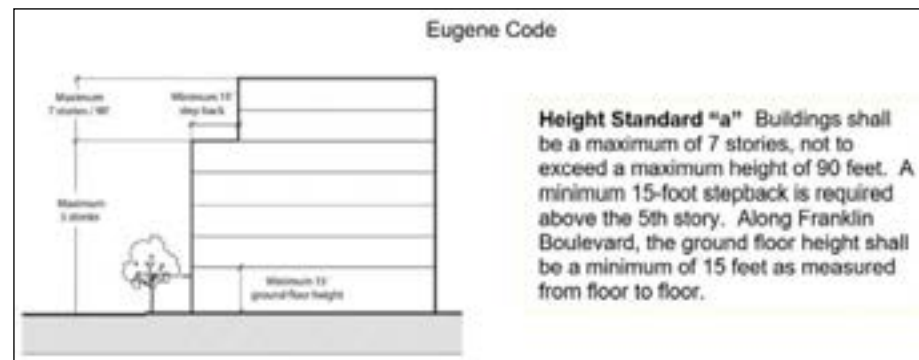 Eugene Code
Maximum
7 stories / 90'
Minimum 15'
step back
Maximum
5 stories
Minimum 15'
ground floor height
Height Standard “a” Buildings shall
be a maximum of 7 stories, not to
exceed a maximum height of 90 feet. A
minimum 15-foot stepback is required
above the 5th story. Along Franklin
Boulevard, the ground floor height shall
be a minimum of 15 feet as measured
from floor to floor.